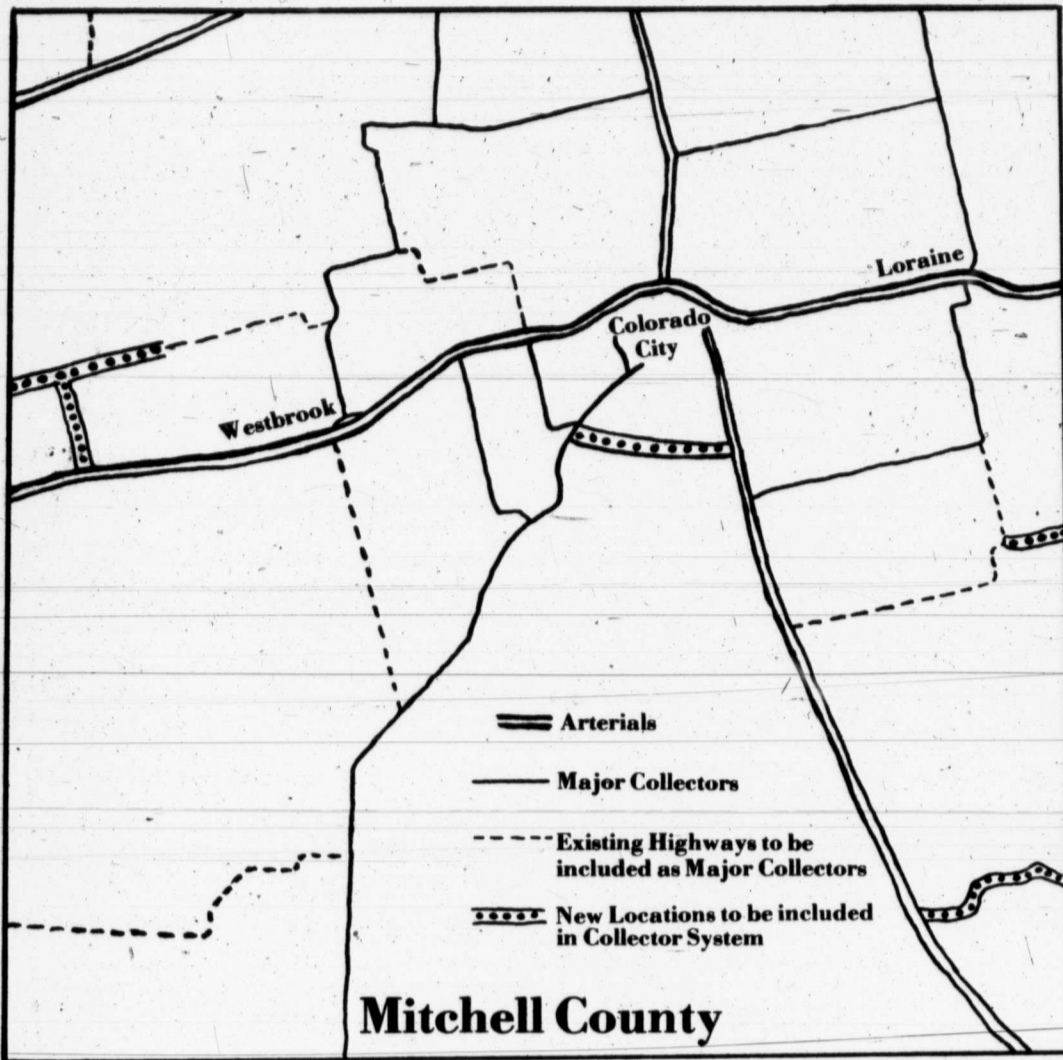 Loraine
Colorado
City
Westbrook
Arterials
Major Collectors
Existing Highways to be
included as Major Collectors
New Locations to be included
in Collector System
Mitchell County